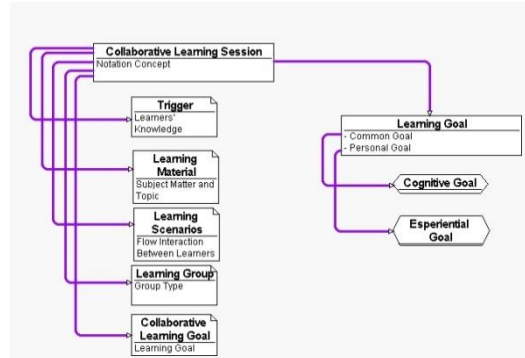 Collaborative Learning Session
Notation Concept
Trigger
Learners'
Knowledge
Learning
Material
Subject Matter and
Topic
Learning
Scenarios
Flow Interaction
Between Learners
Learning Group
Group Type
Collaborative
Learning Goal
Learning Goal
Learning Goal
- Common Goal
- Personal Goal
Cognitive Goal
Esperiential
Goal